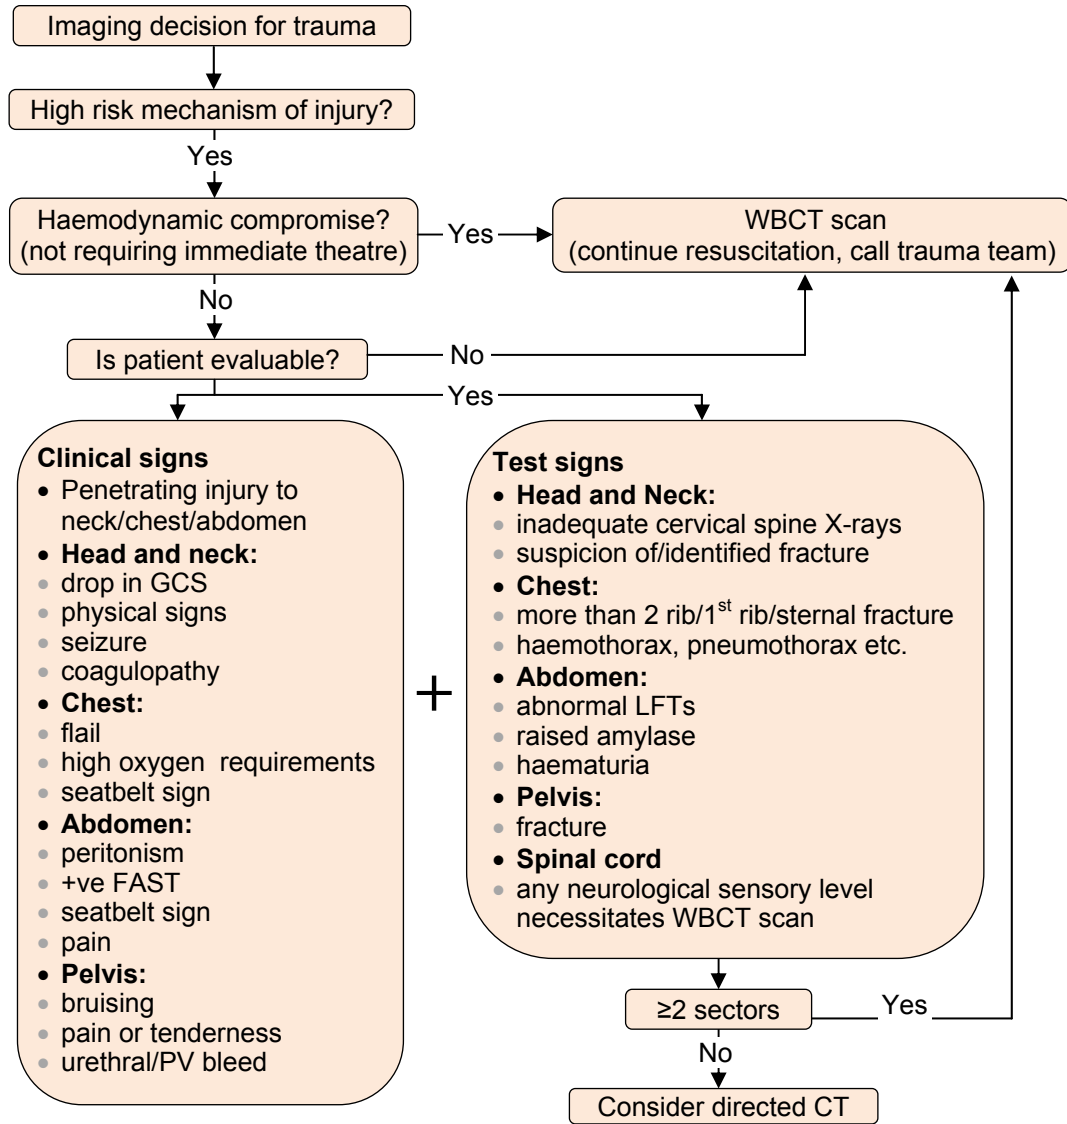 Imaging decision for trauma
High risk mechanism of injury?
Yes
Haemodynamic compromise?
(not requiring immediate theatre)
Yes
WBCT scan
(continue resuscitation, call trauma team)
No
Is patient evaluable?
No
Yes
Clinical signs
• Penetrating injury to
neck/chest/abdomen
• Head and neck:
• drop in GCS
• physical signs
• seizure
• coagulopathy
• Chest:
• flail
• high oxygen requirements
• seatbelt sign
• Abdomen:
• peritonism
• +ve FAST
• seatbelt sign
• pain
• Pelvis:
• bruising
• pain or tenderness
• urethral/PV bleed
+
Test signs
• Head and Neck:
• inadequate cervical spine X-rays
• suspicion of/identified fracture
• Chest:
• more than 2 rib/1st rib/sternal fracture
• haemothorax, pneumothorax etc.
• Abdomen:
• abnormal LFTs
• raised amylase
• haematuria
• Pelvis:
• fracture
• Spinal cord
• any neurological sensory level
necessitates WBCT scan
≥2 sectors
Yes
No
Consider directed CT